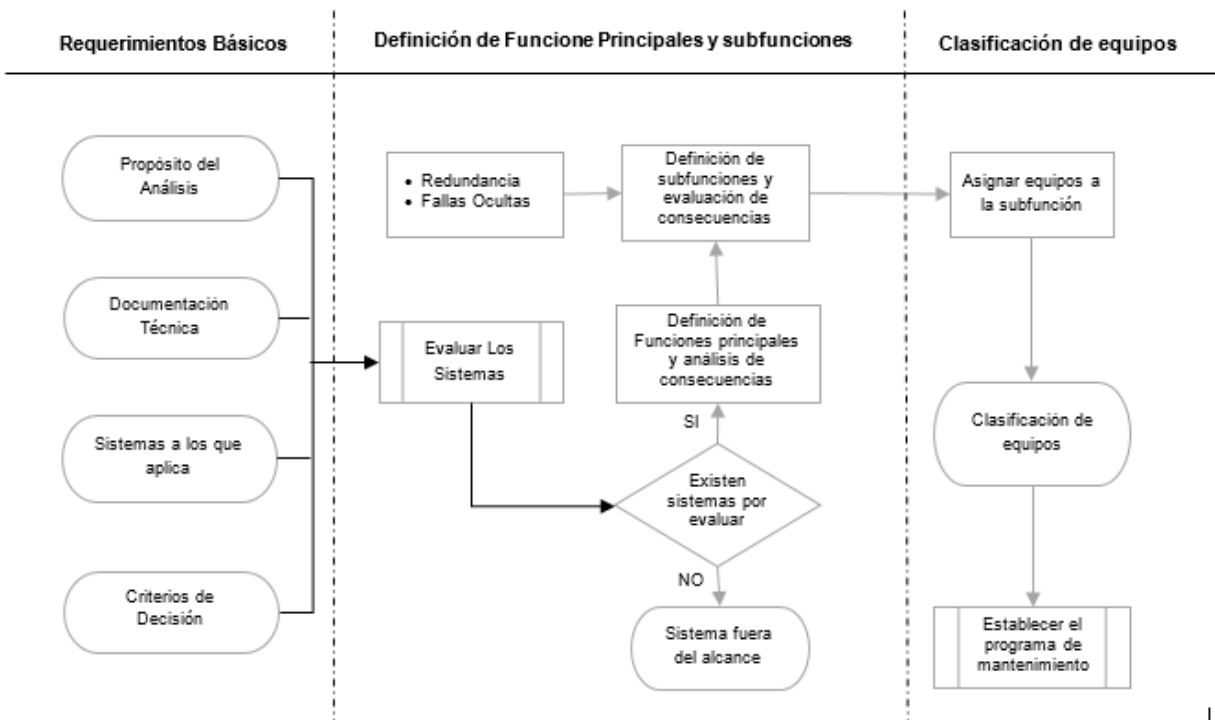 Requerimientos Básicos
Definición de Funcione Principales y subfunciones
Clasificación de equipos
Propósito del
Análisis
Documentación
Técnica
Sistemas a los que
aplica
Criterios de
Decisión
• Redundancia
• Fallas Ocultas
Definición de
subfunciones y
evaluación de
consecuencias
Evaluar Los
Sistemas
Definición de
Funciones principales
y análisis de
consecuencias
SI
Existen
sistemas por
evaluar
NO
Sistema fuera
del alcance
Asignar equipos a
la subfunción
Clasificación de
equipos
Establecer el
programa de
mantenimiento